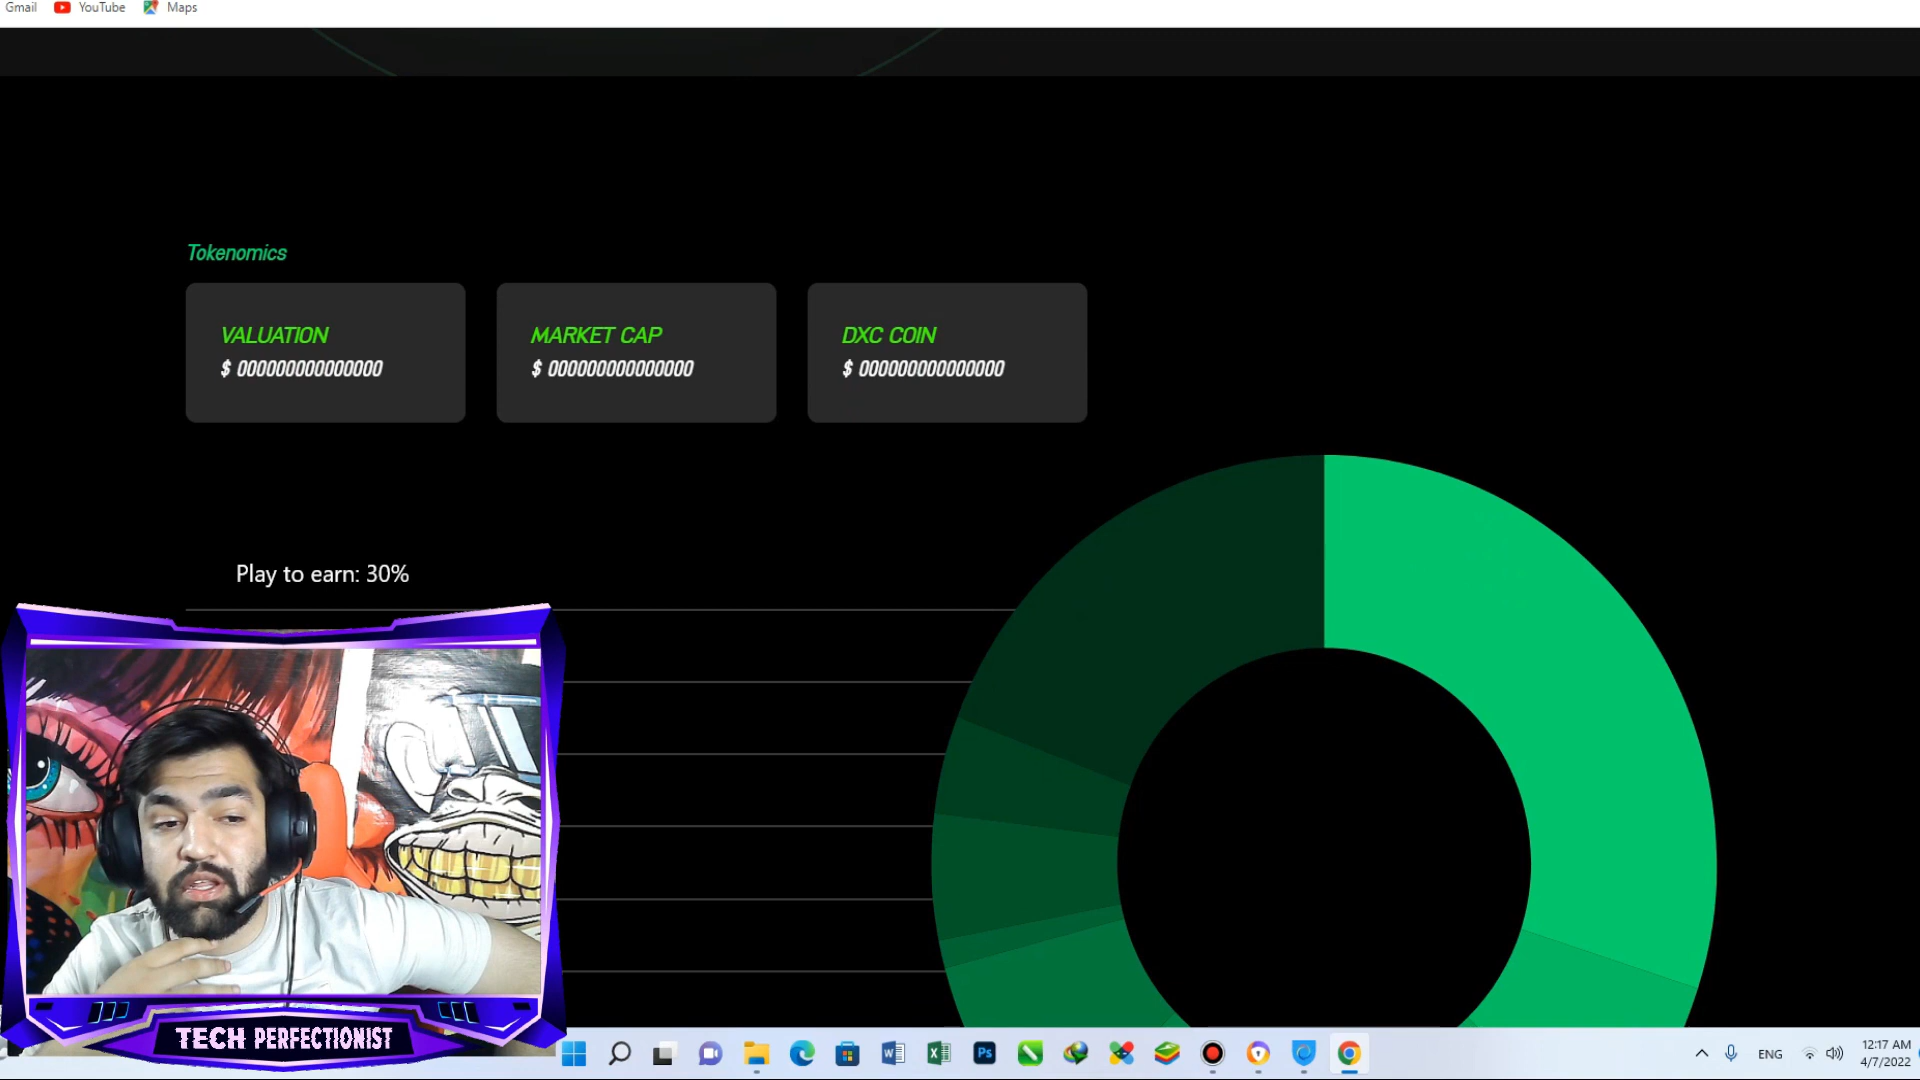 Gmail YouTube Maps
Tokenomics
VALUATION
$ 000000000000000
MARKET CAP
$ 000000000000000
DXC COIN
$ 000000000000000
Play to earn: 30%
TECH PERFECTIONIST
W X Ps
ENG
12:17 AM
4/7/2022